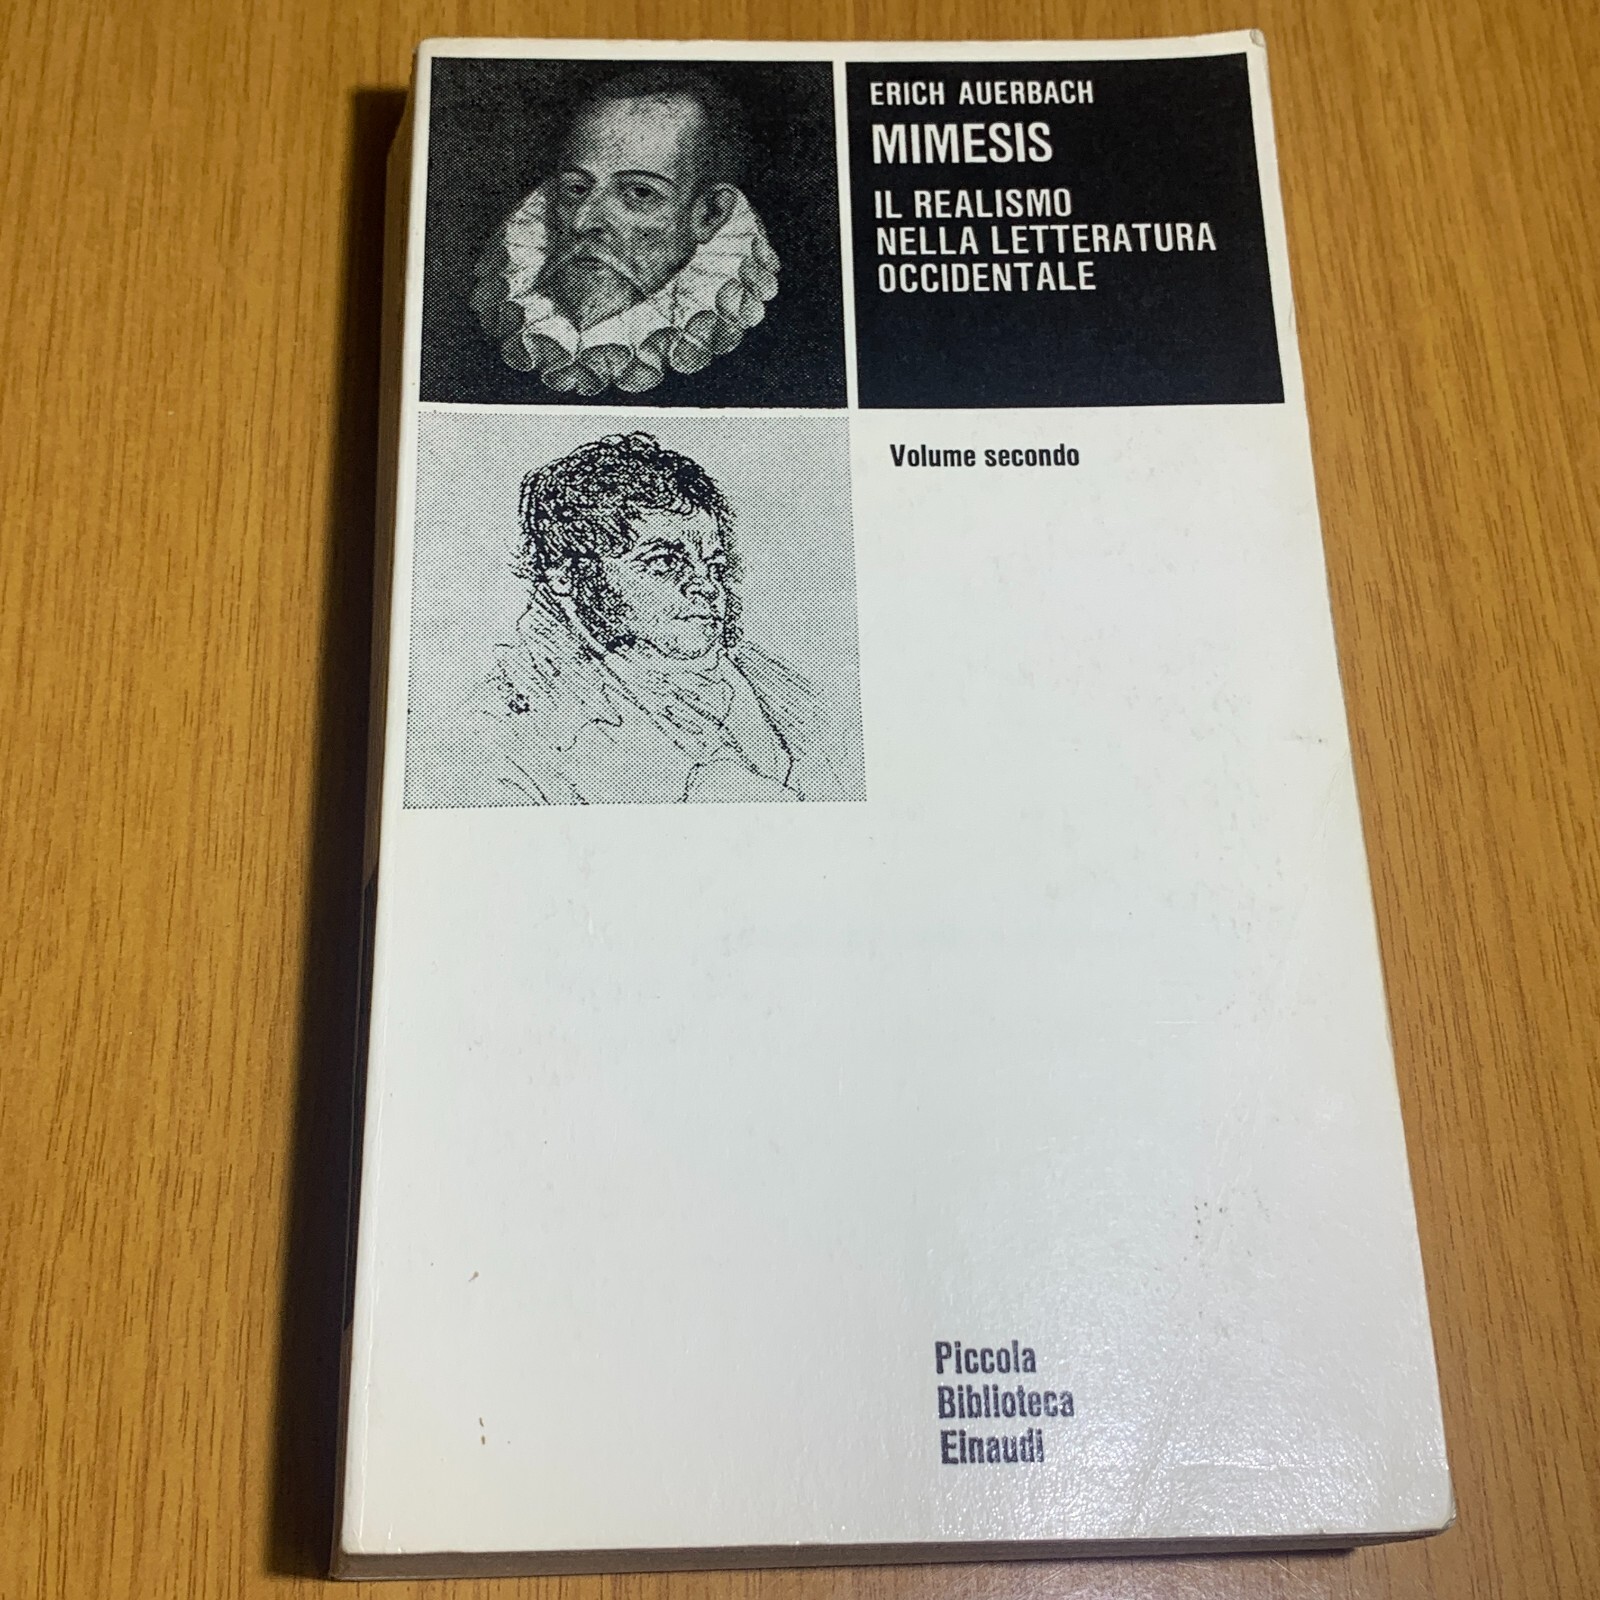 ERICH AUERBACH
MIMESIS
IL REALISMO
NELLA LETTERATURA
OCCIDENTALE
Volume secondo
Piccola
Biblioteca
Einaudi